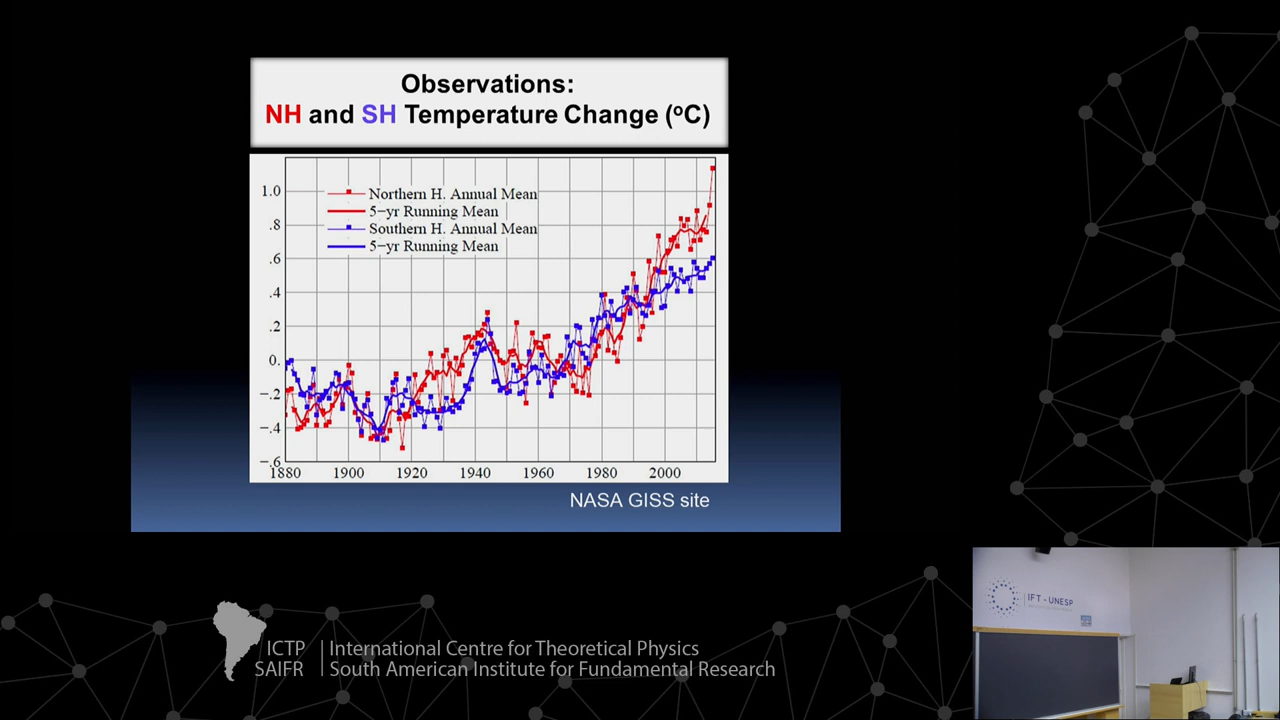 Observations:
NH and SH Temperature Change (ºC)
Northern H. Annual Mean
5-yr Running Mean
Southern H. Annual Mean
5-yr Running Mean
1.0
.8
.6
.4
.2
0.
-.2
-.4
-.6
1880 1900 1920 1940 1960 1980 2000
NASA GISS site
IFT - UNESP
ICTP International Centre for Theoretical Physics
SAIFR South American Institute for Fundamental Research